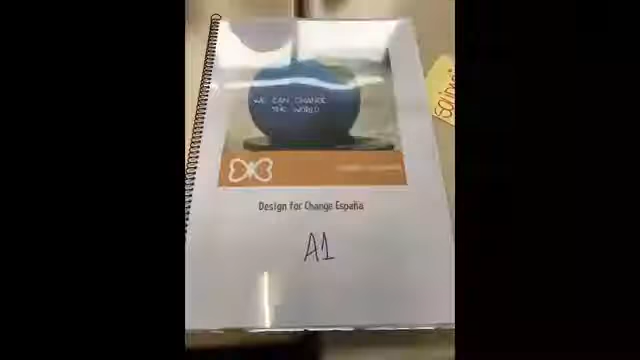 WE CAN CHANGE
THE WORLD
Design for Change España
A1